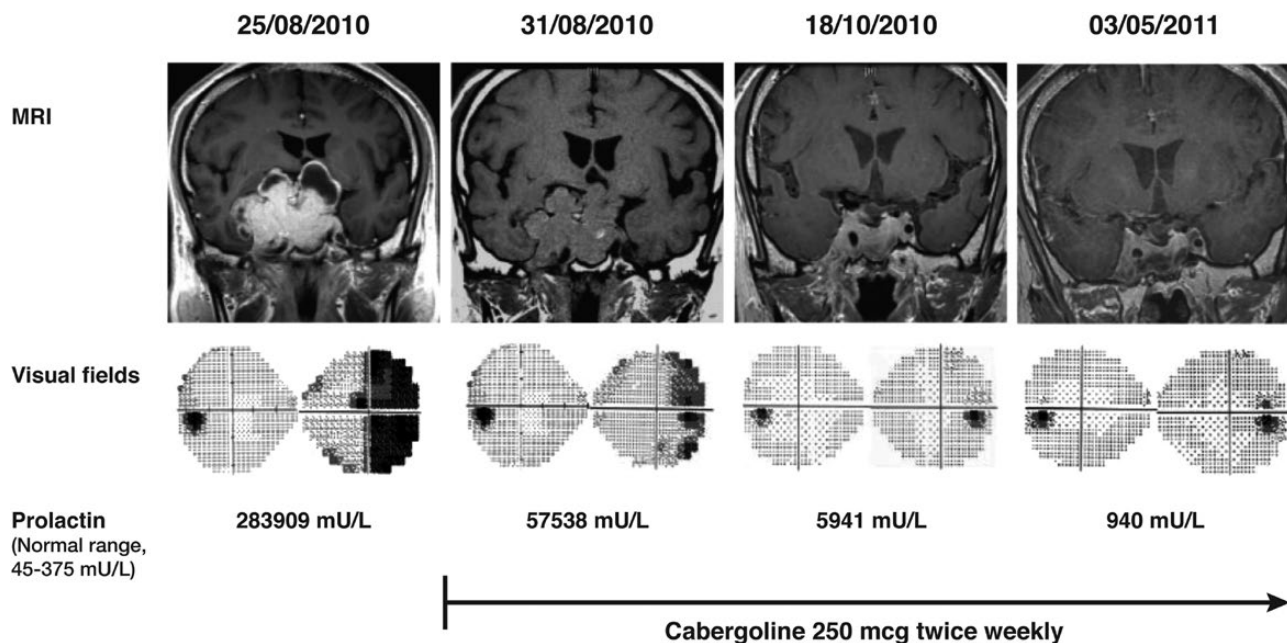 25/08/2010 31/08/2010 18/10/2010 03/05/2011
MRI
Visual fields
Prolactin 283909 mU/L 57538 mU/L 5941 mU/L 940 mU/L
(Normal range,
45-375 mU/L)
Cabergoline 250 mcg twice weekly